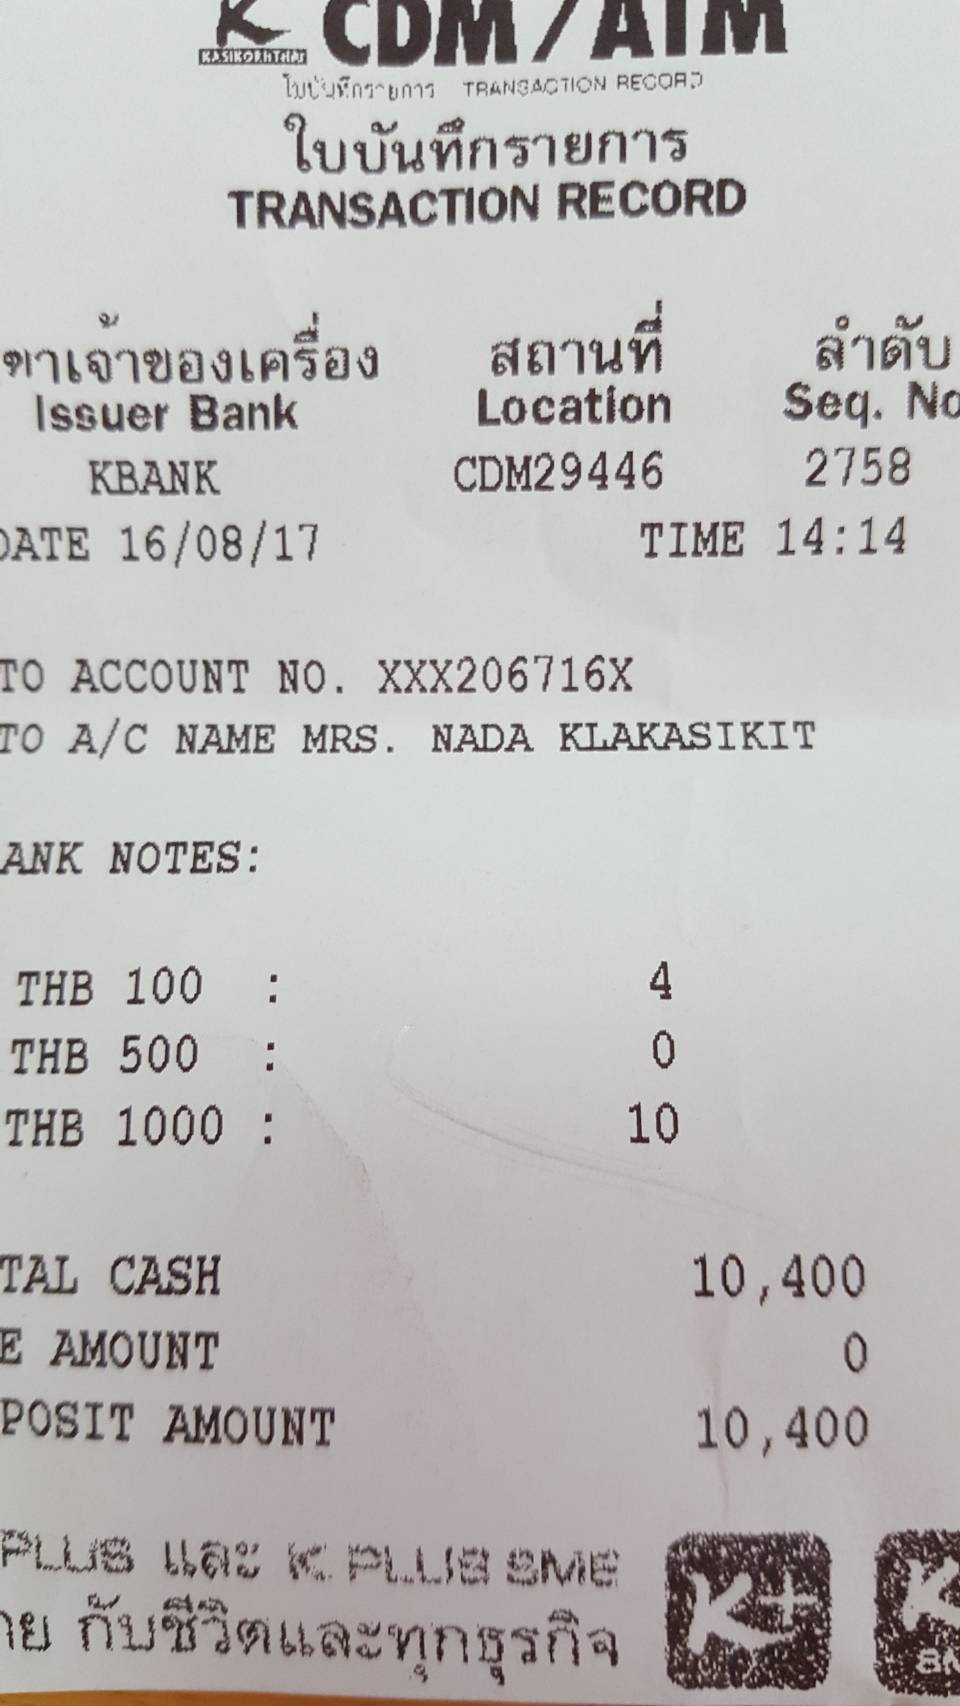 KASIKORNTHAI CDM/ATM
ใบบันทึกรายการ TRANSACTION RECORD
ใบบันทึกรายการ
TRANSACTION RECORD
ขาเจ้าของเครื่อง สถานที่ ลำดับ
Issuer Bank Location Seq. No
KBANK CDM29446 2758
DATE 16/08/17 TIME 14:14
TO ACCOUNT NO. XXX206716X
TO A/C NAME MRS. NADA KLAKASIKIT
ANK NOTES:
THB 100 : 4
THB 500 : 0
THB 1000 : 10
TAL CASH 10,400
E AMOUNT 0
POSIT AMOUNT 10,400
PLUS และ K PLUS SME
าย กับชีวิตและทุกธุรกิจ K+